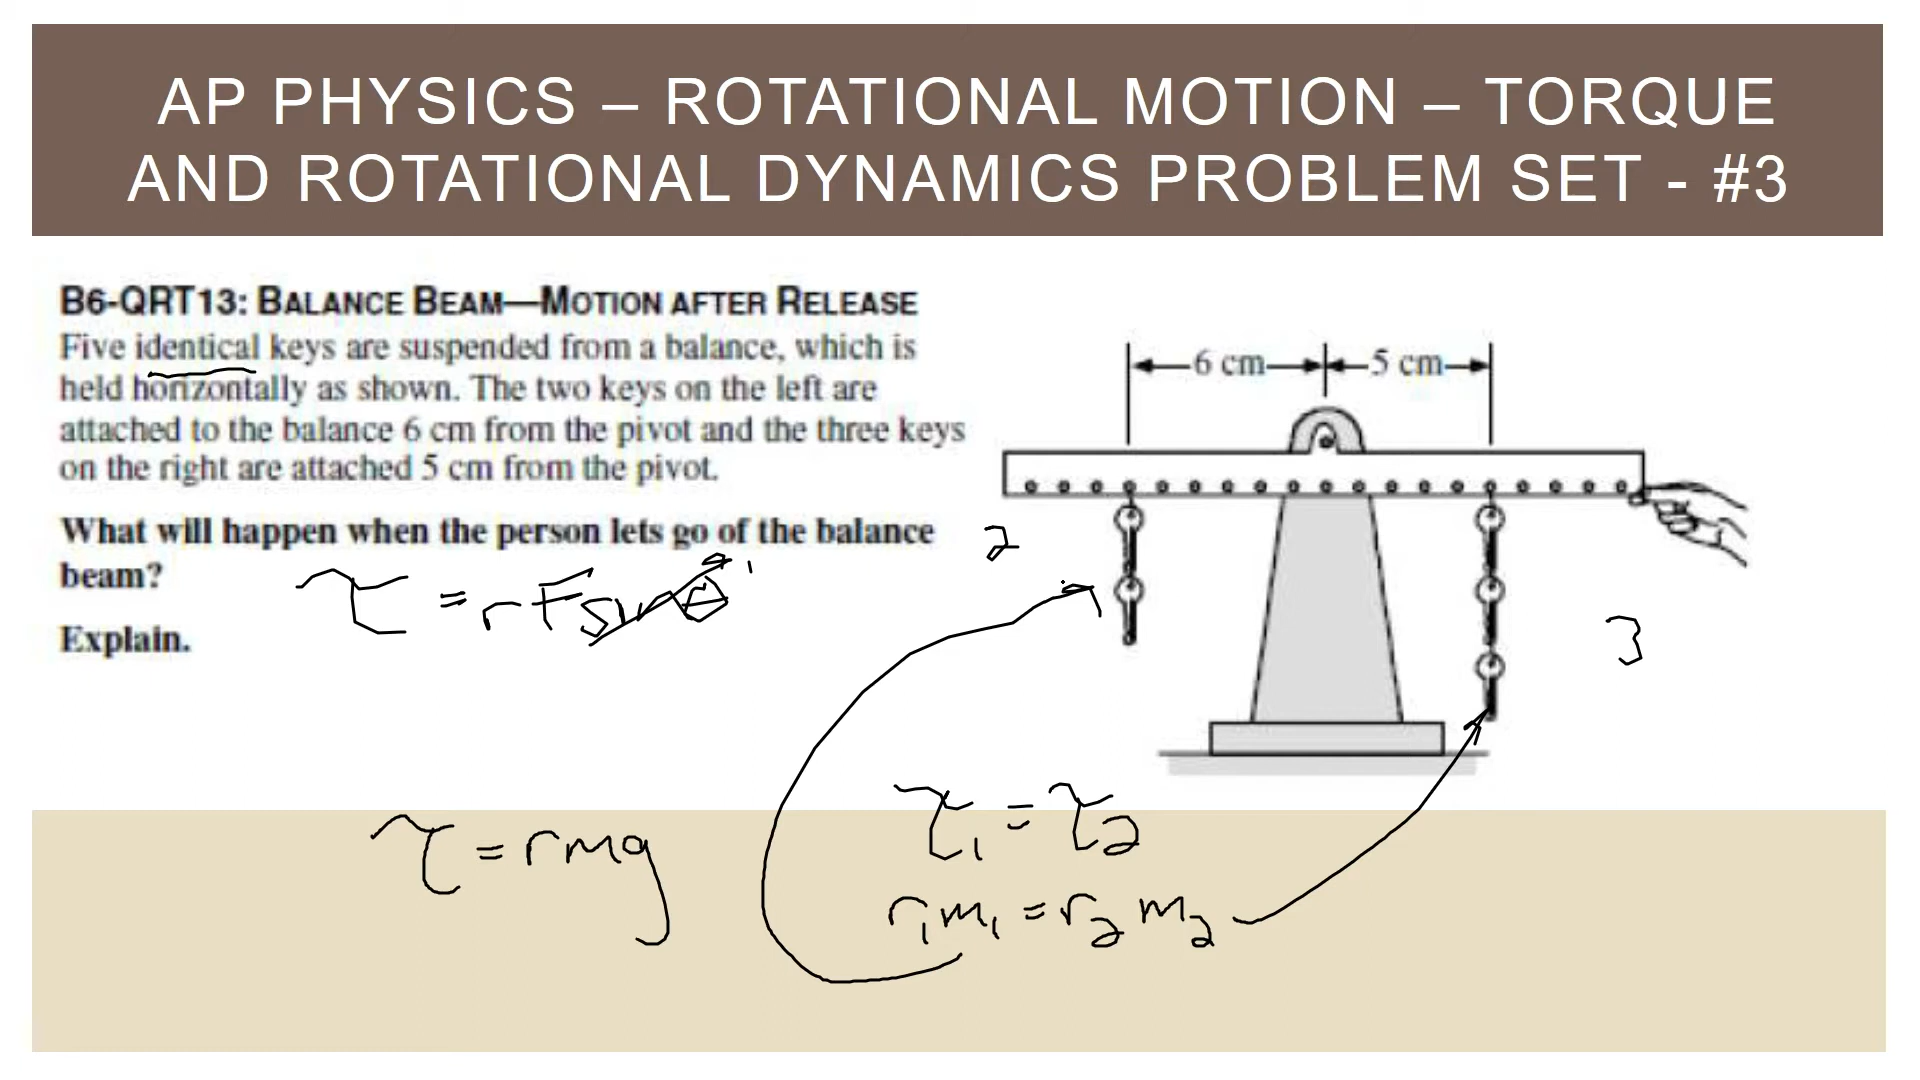 AP PHYSICS – ROTATIONAL MOTION – TORQUE
AND ROTATIONAL DYNAMICS PROBLEM SET - #3
B6-QRT13: BALANCE BEAM—MOTION AFTER RELEASE
Five identical keys are suspended from a balance, which is
held horizontally as shown. The two keys on the left are
attached to the balance 6 cm from the pivot and the three keys
on the right are attached 5 cm from the pivot.
What will happen when the person lets go of the balance
beam?
Explain.
τ = rFsinθ 1
6 cm 5 cm
2
3
τ = rmg
τ₁ = τ₂
r₁m₁ = r₂m₂